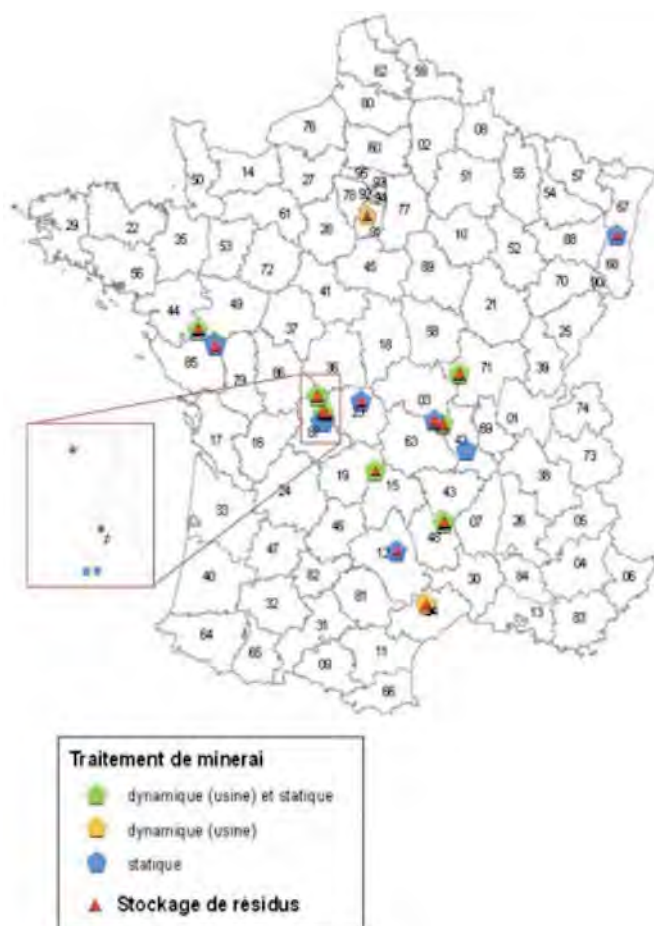 62 59
80
76 02 08
60
50 14 27 95 93 51 55 57
78 92 94 54 67
61 77
29 22 28 91 10 88
35 53 52 68
56 72 45 89 70 90
41
44 49 21 25
37 58
18
85 36 71 39
79 86
03
23 01 74
87 42 69
17 16 63
73
19 38
24 15 43
33
46 07 26 05
48
47 12
82 04
40 30 84 06
81
32 34 13 83
31
64 65 11
09
66
Traitement de minerai
dynamique (usine) et statique
dynamique (usine)
statique
Stockage de résidus